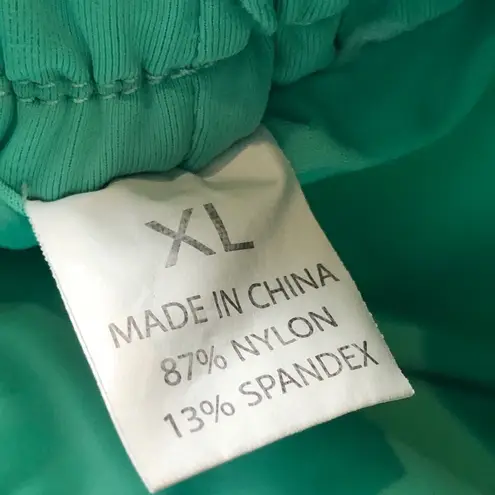 XL
MADE IN CHINA
87% NYLON
13% SPANDEX